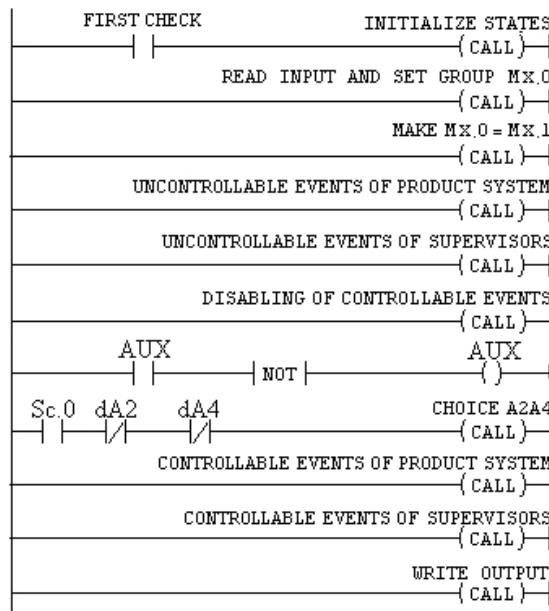 FIRST CHECK INITIALIZE STATES
( CALL )
READ INPUT AND SET GROUP Mx.0
( CALL )
MAKE Mx.0 = Mx.1
( CALL )
UNCONTROLLABLE EVENTS OF PRODUCT SYSTEM
( CALL )
UNCONTROLLABLE EVENTS OF SUPERVISORS
( CALL )
DISABLING OF CONTROLLABLE EVENTS
( CALL )
AUX AUX
NOT ( )
Sc.0 dA2 dA4 CHOICE A2A4
( CALL )
CONTROLLABLE EVENTS OF PRODUCT SYSTEM
( CALL )
CONTROLLABLE EVENTS OF SUPERVISORS
( CALL )
WRITE OUTPUT
( CALL )